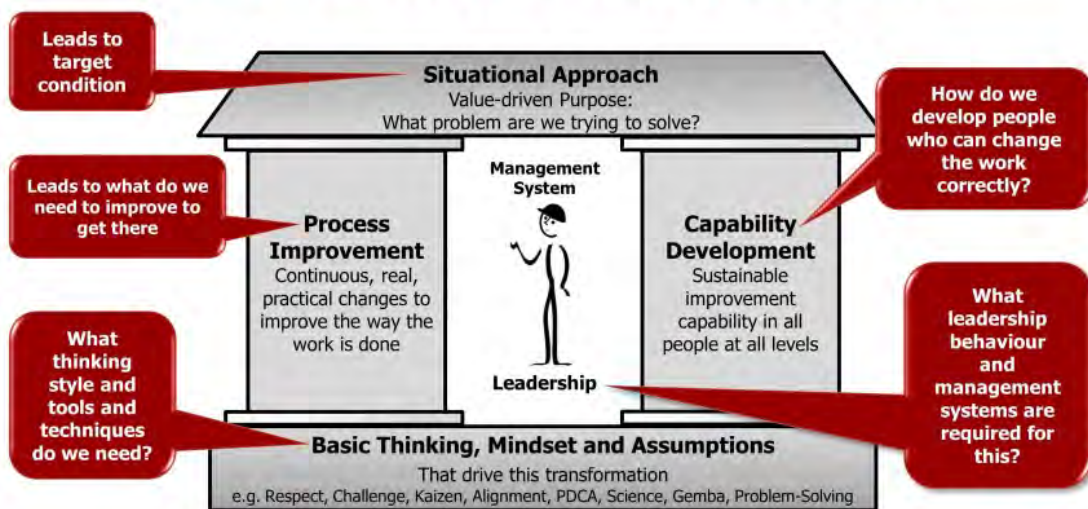 Leads to
target
condition
Situational Approach
Value-driven Purpose:
What problem are we trying to solve?
How do we
develop people
who can change
the work
correctly?
Leads to what do we
need to improve to
get there
Process
Improvement
Continuous, real,
practical changes to
improve the way the
work is done
Management
System
Leadership
Capability
Development
Sustainable
improvement
capability in all
people at all levels
What
thinking
style and
tools and
techniques
do we need?
What
leadership
behaviour
and
management
systems are
required for
this?
Basic Thinking, Mindset and Assumptions
That drive this transformation
e.g. Respect, Challenge, Kaizen, Alignment, PDCA, Science, Gemba, Problem-Solving